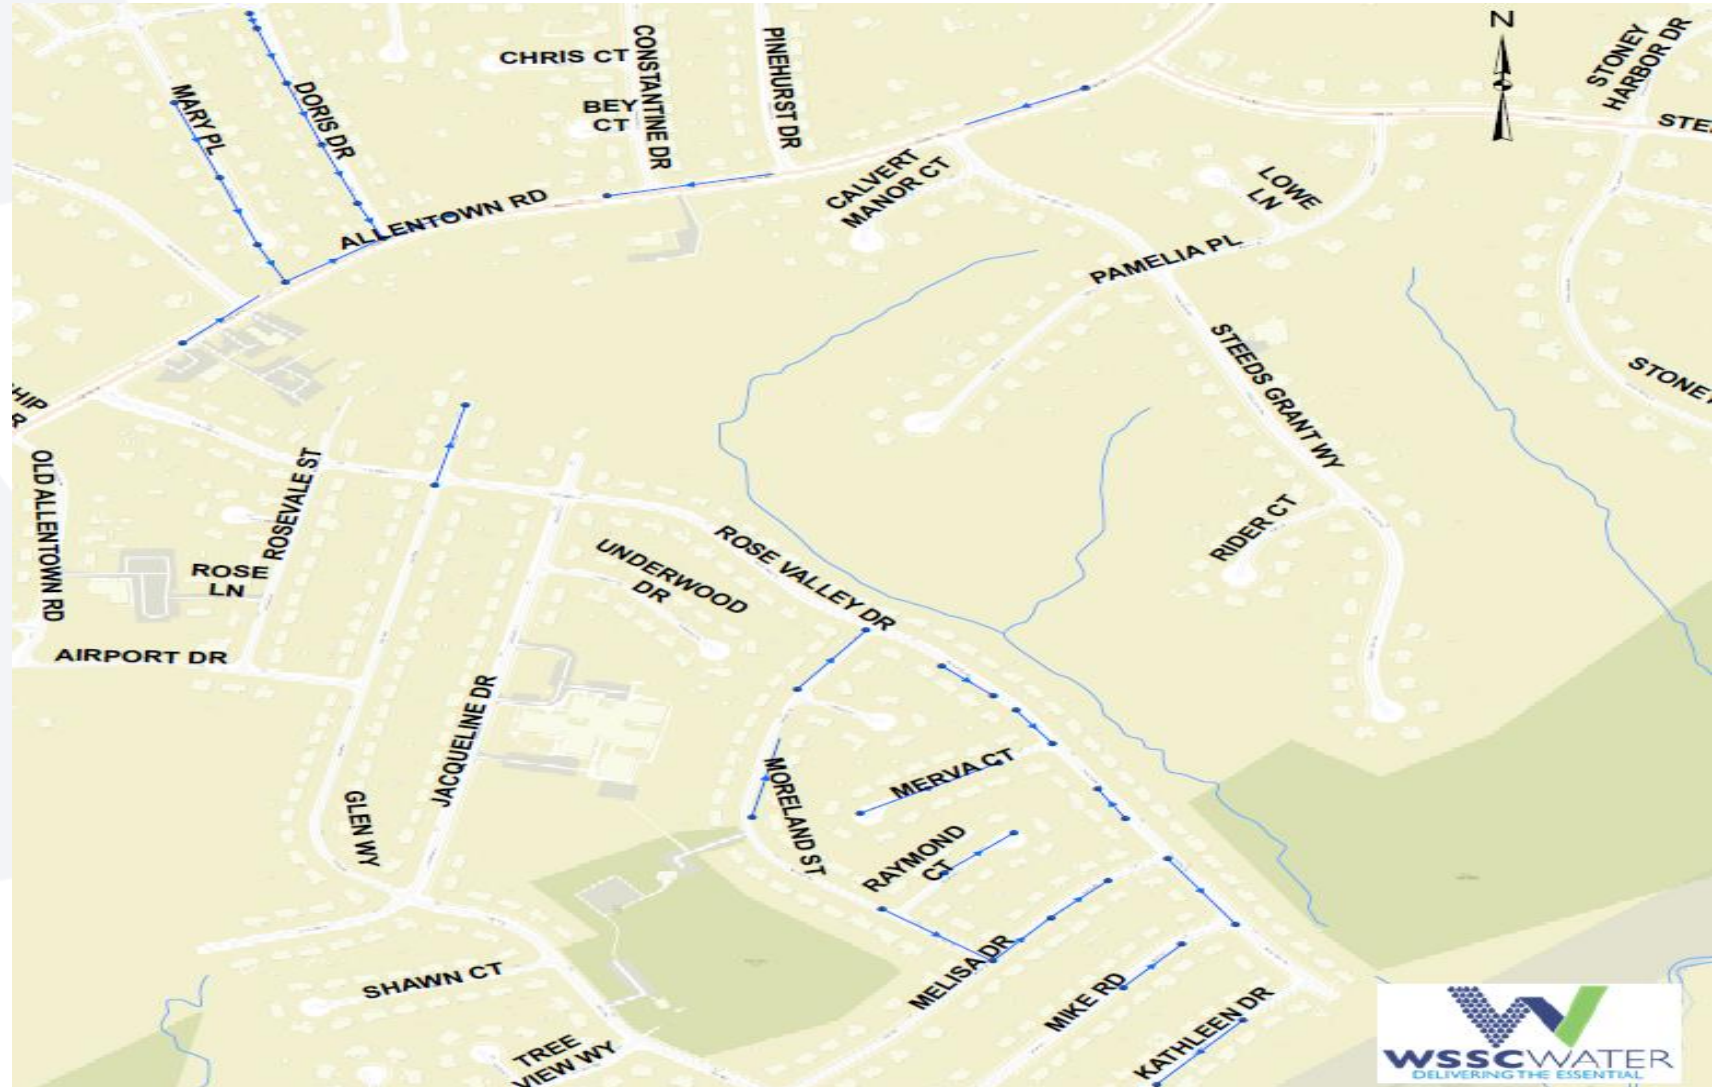 N
STONEY
HARBOR DR
CHRIS CT
CONSTANTINE DR
PINEHURST DR
BEY
CT
MARY PL
DORIS DR
ALLENTOWN RD
CALVERT
MANOR CT
LOWE
LN
PAMELIA PL
STEEDS GRANT WY
OLD ALLENTOWN RD
ROSEVALE ST
ROSE
LN
AIRPORT DR
UNDERWOOD
DR
ROSE VALLEY DR
RIDER CT
JACQUELINE DR
GLEN WY
MORELAND ST
MERVA CT
RAYMOND
CT
MELISA DR
MIKE RD
KATHLEEN DR
SHAWN CT
TREE
VIEW WY
WSSCWATER
DELIVERING THE ESSENTIAL